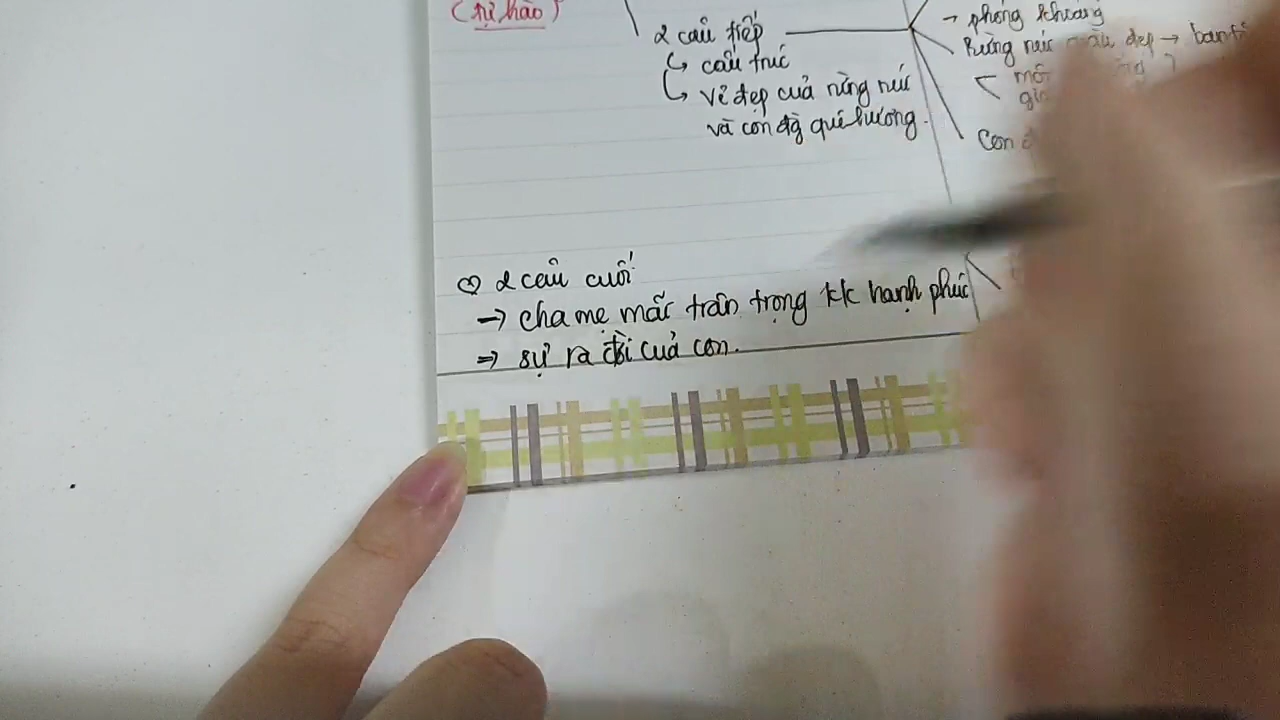 (tự hào)
2 câu tiếp
↳ cấu trúc
↳ vẻ đẹp của rừng núi
và con đg quê hương.
→ phóng khoáng
Rừng núi đẹp →
Con
♡ 2 câu cuối
→ cha mẹ mãi trân trọng kk hạnh phúc
⇒ sự ra đời của con.